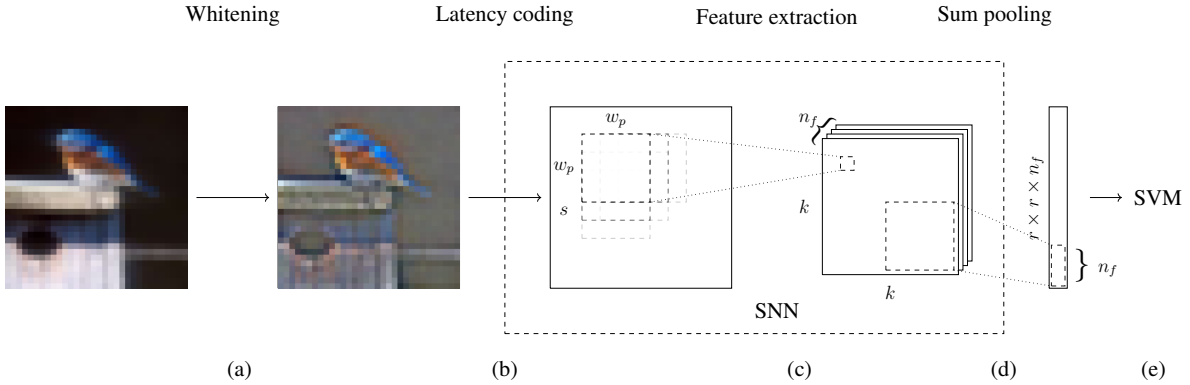 Whitening
Latency coding
Feature extraction
Sum pooling
w_p
w_p
s
n_f
k
k
SNN
r × r × n_f
n_f
SVM
(a)
(b)
(c)
(d)
(e)